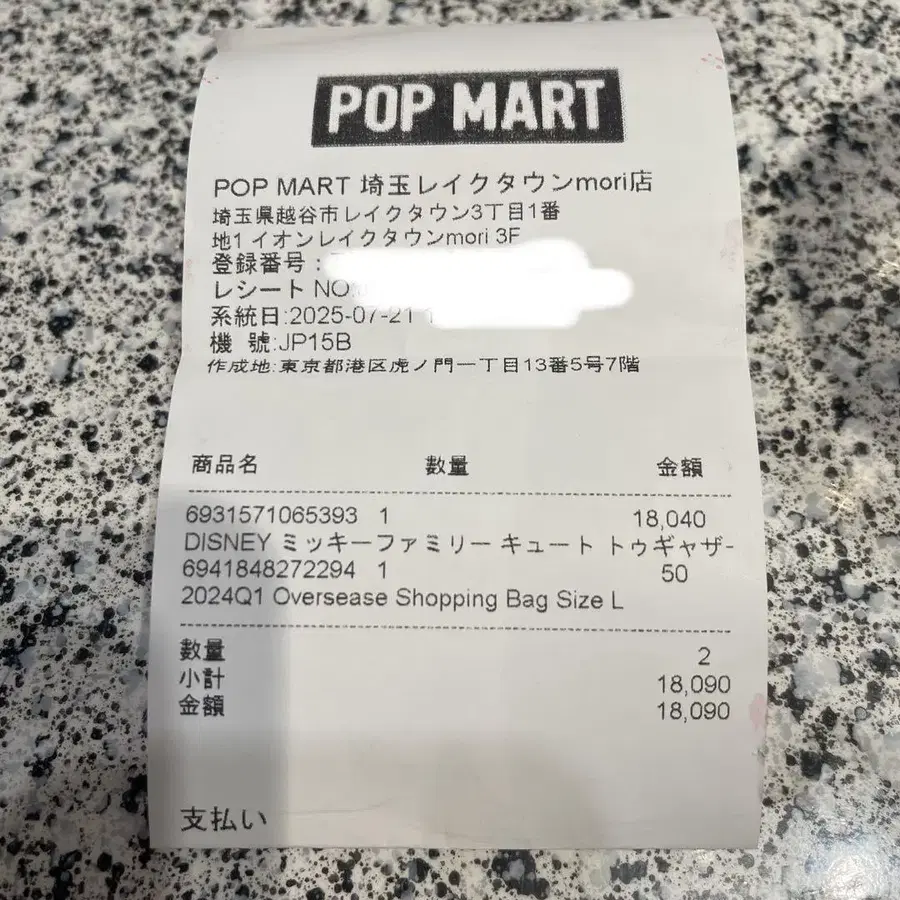 POP MART
POP MART 埼玉レイクタウンmori店
埼玉県越谷市レイクタウン3丁目1番
地1 イオンレイクタウンmori 3F
登録番号:
レシート NO:
系統日:2025-07-21
機 號:JP15B
作成地:東京都港区虎ノ門一丁目13番5号7階
商品名 数量 金額
6931571065393 1 18,040
DISNEY ミッキーファミリー キュート トゥギャザー
6941848272294 1 50
2024Q1 Oversease Shopping Bag Size L
数量 2
小計 18,090
金額 18,090
支払い